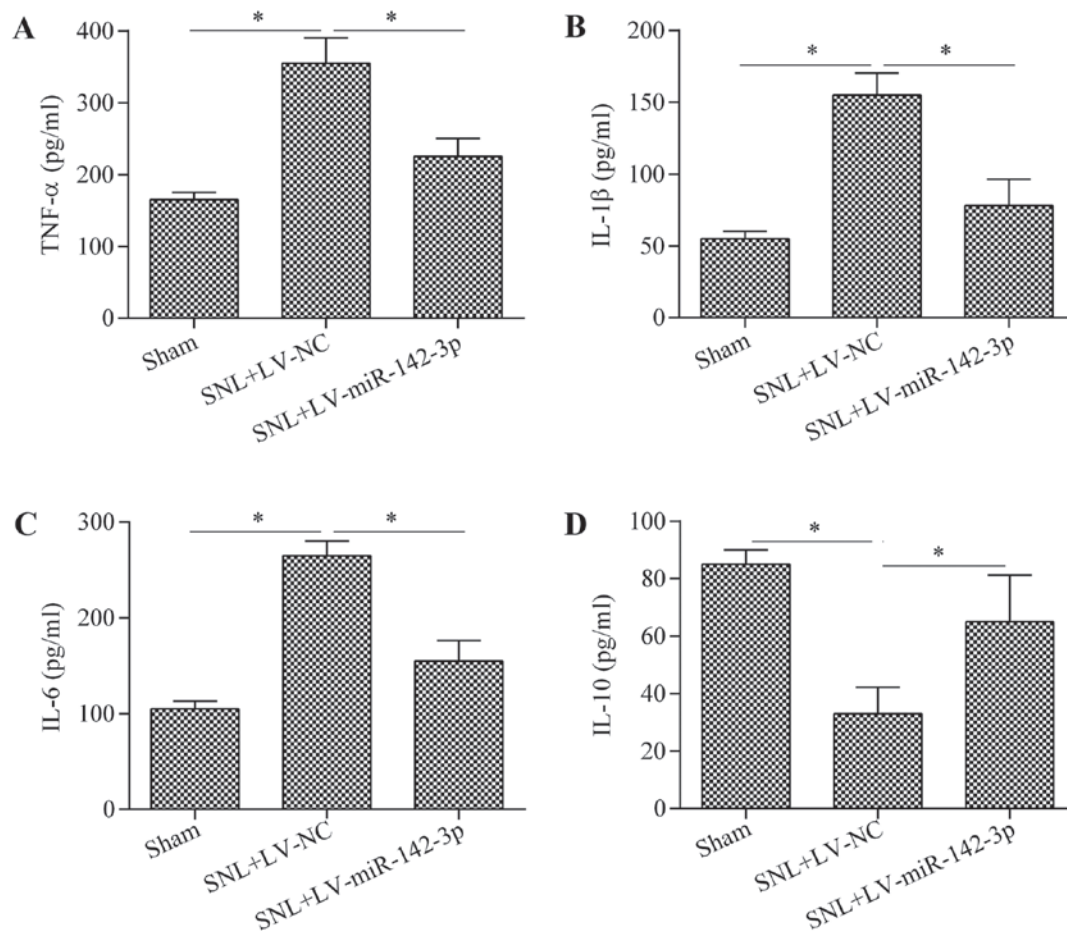 A
TNF-α (pg/ml)
400
300
200
100
0
* *
Sham
SNL+LV-NC
SNL+LV-miR-142-3p
B
IL-1β (pg/ml)
200
150
100
50
0
* *
Sham
SNL+LV-NC
SNL+LV-miR-142-3p
C
IL-6 (pg/ml)
300
200
100
0
* *
Sham
SNL+LV-NC
SNL+LV-miR-142-3p
D
IL-10 (pg/ml)
100
80
60
40
20
0
* *
Sham
SNL+LV-NC
SNL+LV-miR-142-3p